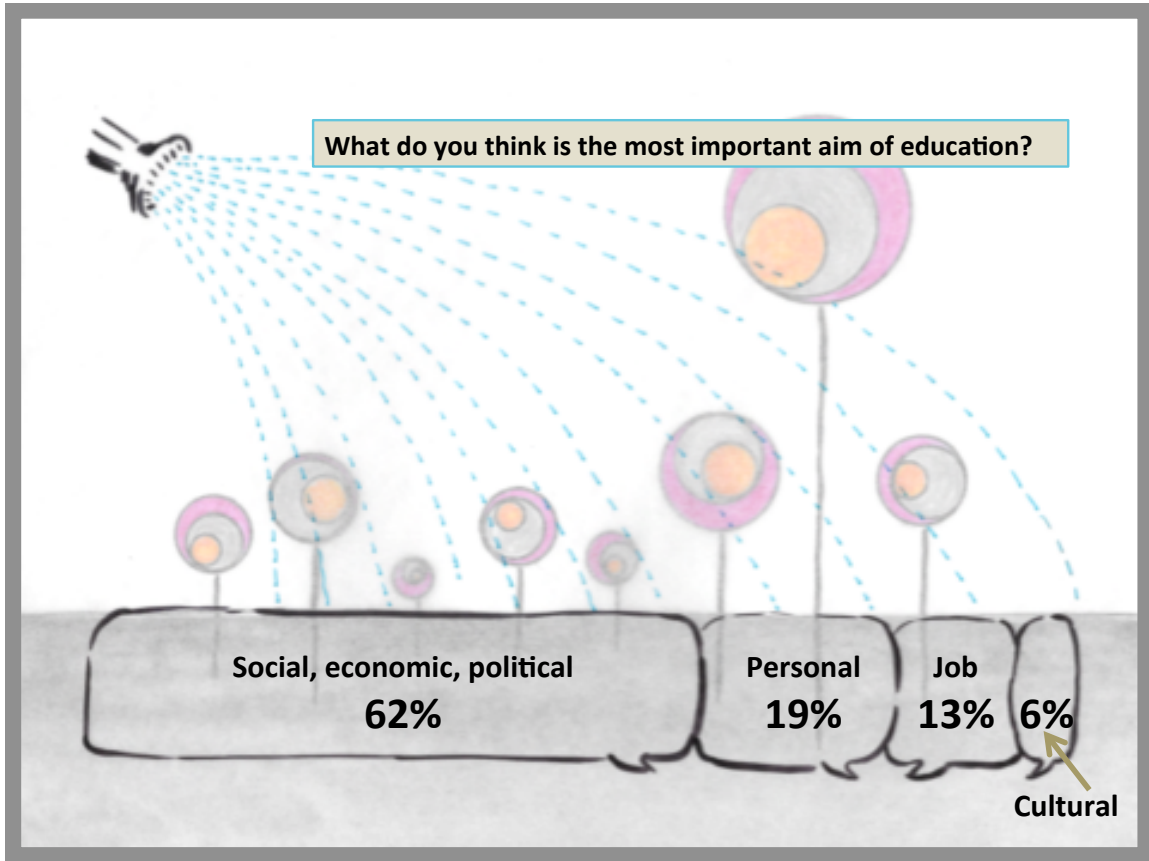 What do you think is the most important aim of education?
Social, economic, political
62%
Personal
19%
Job
13%
6%
Cultural